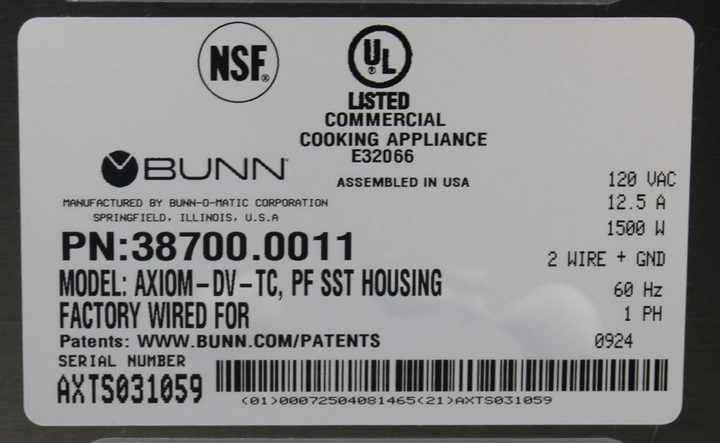 NSF®
UL®
LISTED
COMMERCIAL
COOKING APPLIANCE
E32066
BUNN®
ASSEMBLED IN USA
MANUFACTURED BY BUNN-O-MATIC CORPORATION
SPRINGFIELD, ILLINOIS, U.S.A
120 VAC
12.5 A
1500 W
2 WIRE + GND
60 Hz
1 PH
0924
PN:38700.0011
MODEL: AXIOM-DV-TC, PF SST HOUSING
FACTORY WIRED FOR
Patents: WWW.BUNN.COM/PATENTS
SERIAL NUMBER
AXTS031059
(01)00072504081465(21)AXTS031059